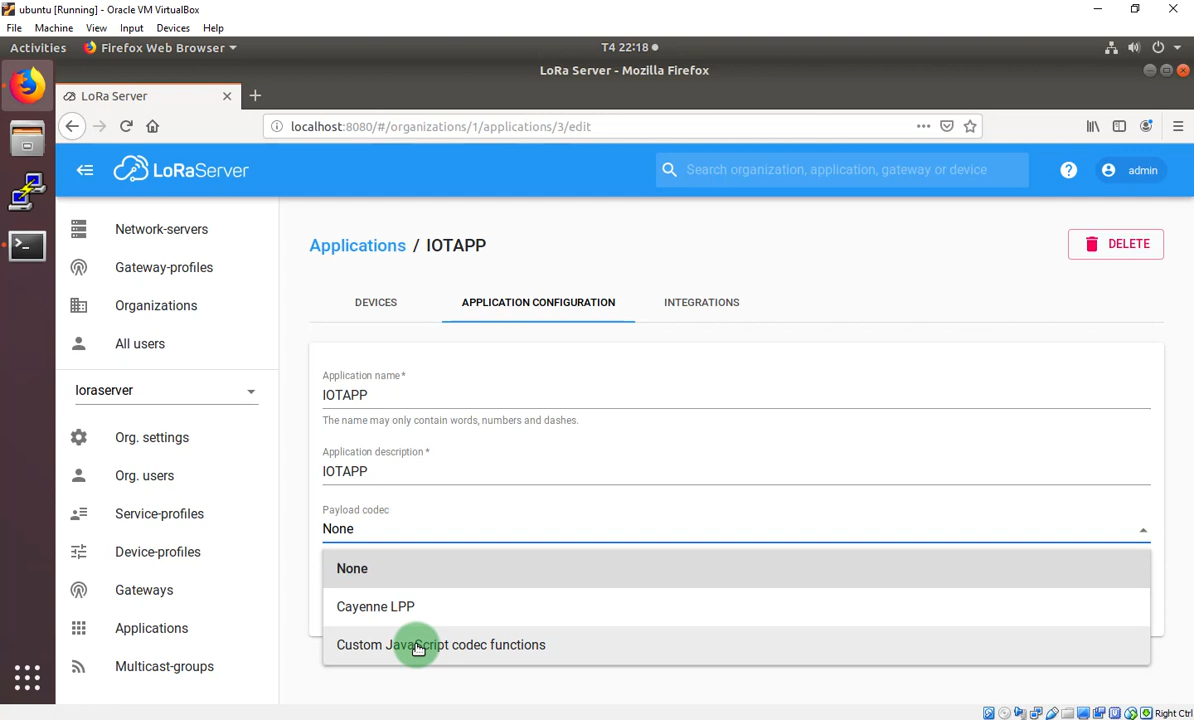 ubuntu [Running] - Oracle VM VirtualBox
File Machine View Input Devices Help
Activities Firefox Web Browser T4 22:18
LoRa Server - Mozilla Firefox
LoRa Server
localhost:8080/#/organizations/1/applications/3/edit
LoRaServer Search organization, application, gateway or device admin
Network-servers
Gateway-profiles
Organizations
All users
loraserver
Org. settings
Org. users
Service-profiles
Device-profiles
Gateways
Applications
Multicast-groups
Applications / IOTAPP DELETE
DEVICES APPLICATION CONFIGURATION INTEGRATIONS
Application name *
IOTAPP
The name may only contain words, numbers and dashes.
Application description *
IOTAPP
Payload codec
None
None
Cayenne LPP
Custom JavaScript codec functions
Right Ctrl